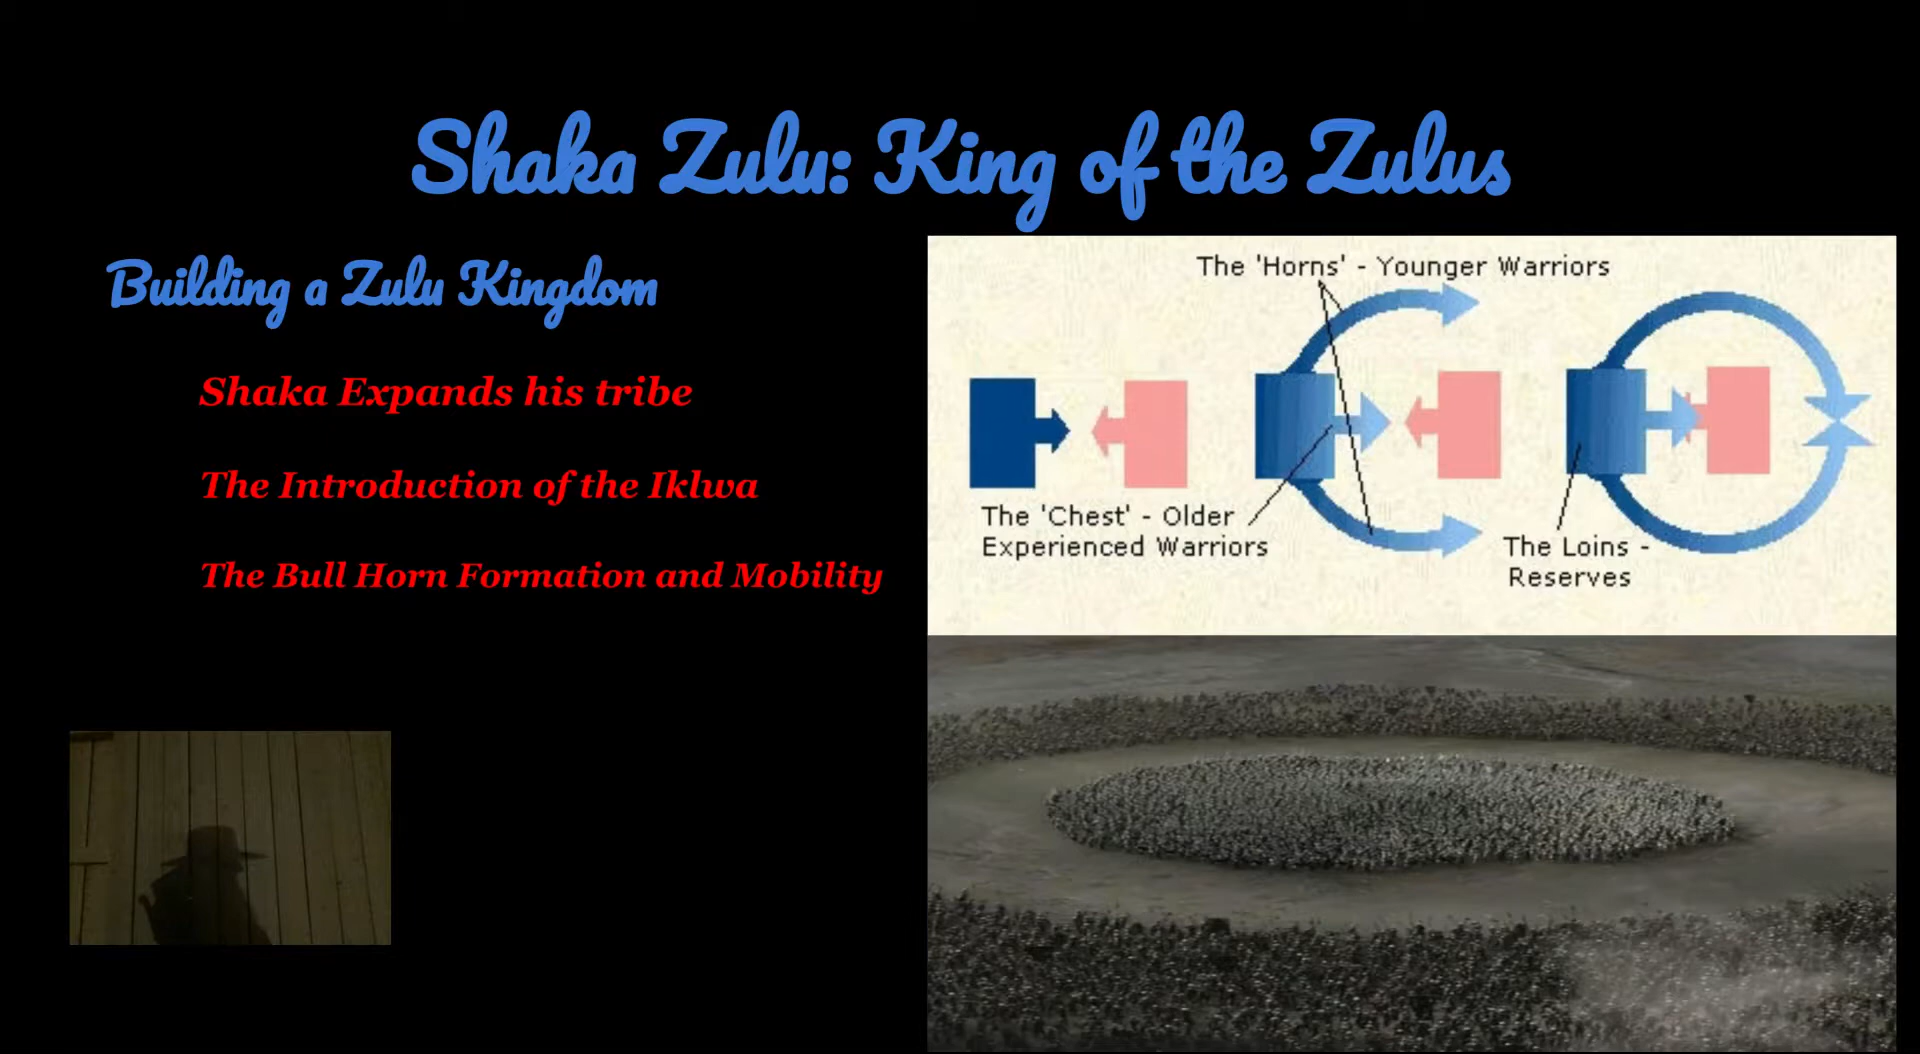 Shaka Zulu: King of the Zulus
Building a Zulu Kingdom
Shaka Expands his tribe
The Introduction of the Iklwa
The Bull Horn Formation and Mobility
The 'Horns' - Younger Warriors
The 'Chest' - Older
Experienced Warriors
The Loins -
Reserves